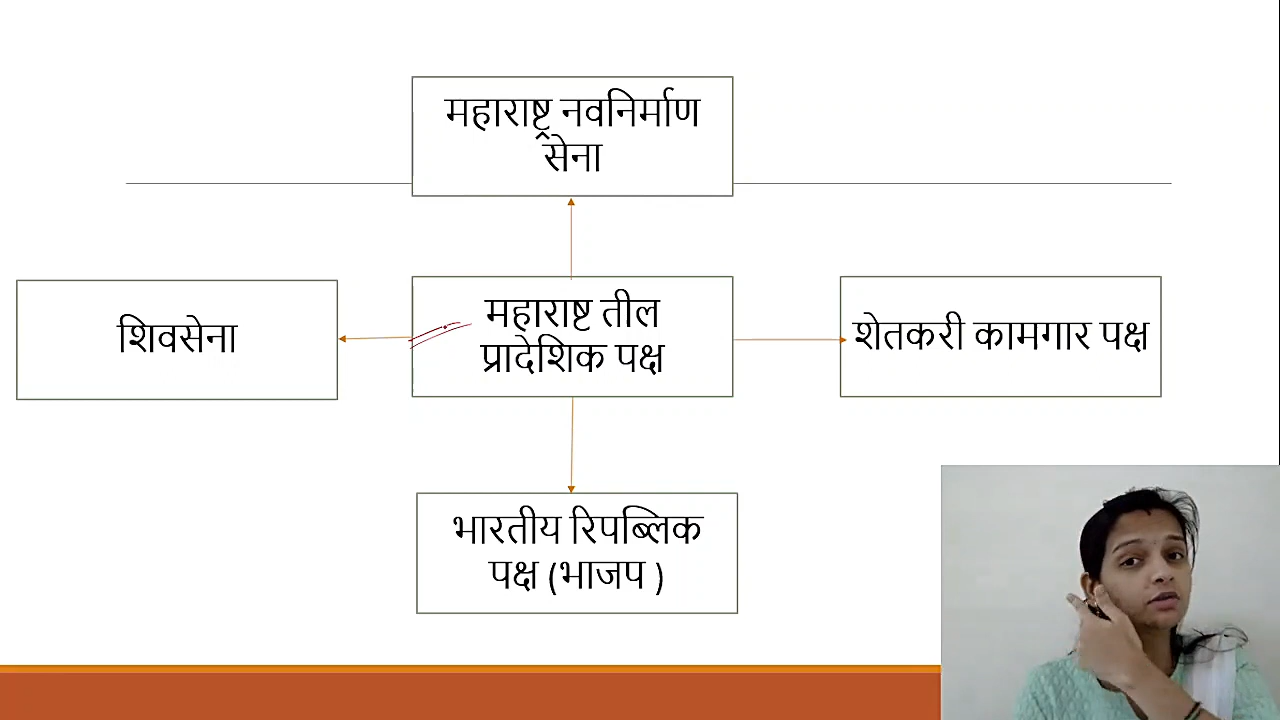 महाराष्ट्र नवनिर्माण
सेना
शिवसेना
महाराष्ट तील
प्रादेशिक पक्ष
शेतकरी कामगार पक्ष
भारतीय रिपब्लिक
पक्ष (भाजप )